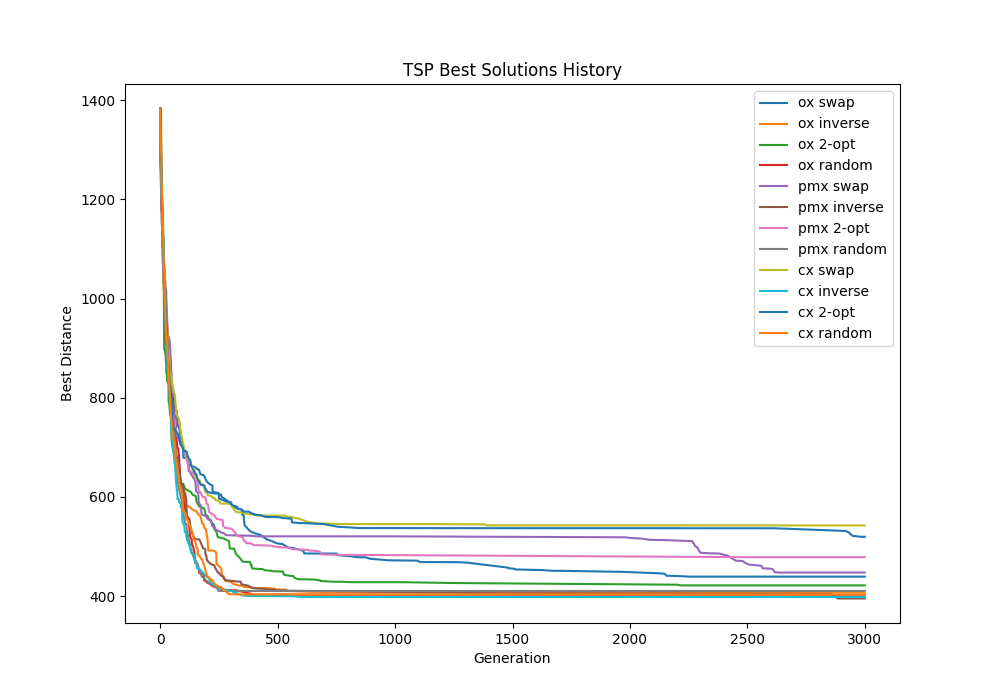 TSP Best Solutions History
1400
1200
1000
800
600
400
Best Distance
0
500
1000
1500
2000
2500
3000
Generation
ox swap
ox inverse
ox 2-opt
ox random
pmx swap
pmx inverse
pmx 2-opt
pmx random
cx swap
cx inverse
cx 2-opt
cx random